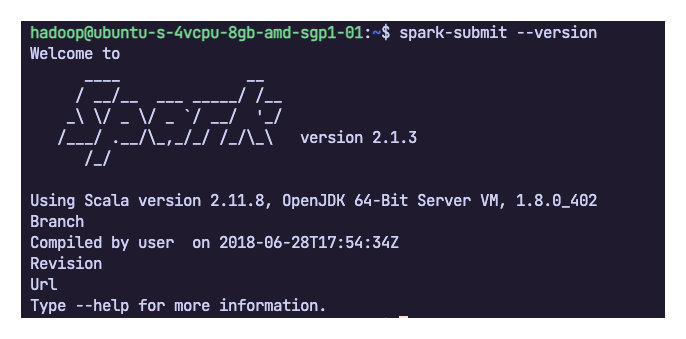 hadoop@ubuntu-s-4vcpu-8gb-amd-sgp1-01:~$ spark-submit --version
Welcome to
      ____              __
     / __/__  ___ _____/ /__
    _\ \/ _ \/ _ `/ __/  '_/
   /___/ .__/\_,_/_/ /_/\_\   version 2.1.3
      /_/
Using Scala version 2.11.8, OpenJDK 64-Bit Server VM, 1.8.0_402
Branch
Compiled by user  on 2018-06-28T17:54:34Z
Revision
Url
Type --help for more information.